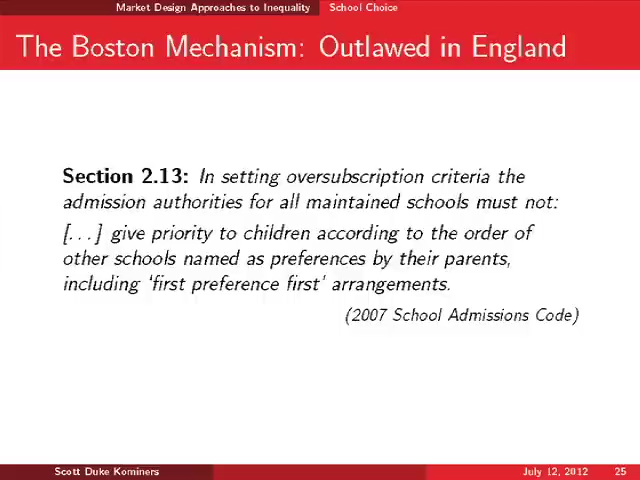 Market Design Approaches to Inequality School Choice
The Boston Mechanism: Outlawed in England
Section 2.13: In setting oversubscription criteria the
admission authorities for all maintained schools must not:
[...] give priority to children according to the order of
other schools named as preferences by their parents,
including ‘first preference first’ arrangements.
(2007 School Admissions Code)
Scott Duke Kominers July 12, 2012 25